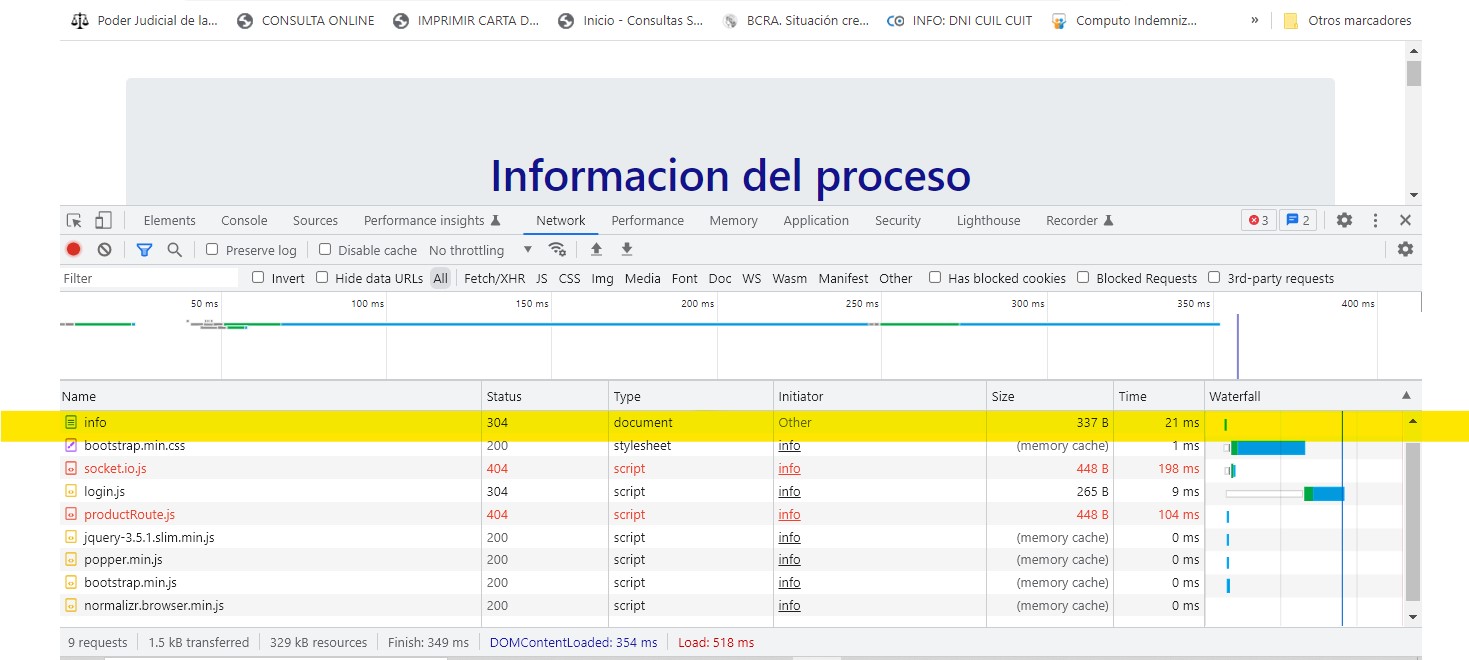 Poder Judicial de la... CONSULTA ONLINE IMPRIMIR CARTA D... Inicio - Consultas S... BCRA. Situación cre... INFO: DNI CUIL CUIT Computo Indemniz... » Otros marcadores
Informacion del proceso
Elements Console Sources Performance insights Network Performance Memory Application Security Lighthouse Recorder 3 2
Preserve log Disable cache No throttling
Filter Invert Hide data URLs All Fetch/XHR JS CSS Img Media Font Doc WS Wasm Manifest Other Has blocked cookies Blocked Requests 3rd-party requests
50 ms 100 ms 150 ms 200 ms 250 ms 300 ms 350 ms 400 ms
Name Status Type Initiator Size Time Waterfall
info 304 document Other 337 B 21 ms
bootstrap.min.css 200 stylesheet info (memory cache) 1 ms
socket.io.js 404 script info 448 B 198 ms
login.js 304 script info 265 B 9 ms
productRoute.js 404 script info 448 B 104 ms
jquery-3.5.1.slim.min.js 200 script info (memory cache) 0 ms
popper.min.js 200 script info (memory cache) 0 ms
bootstrap.min.js 200 script info (memory cache) 0 ms
normalizr.browser.min.js 200 script info (memory cache) 0 ms
9 requests 1.5 kB transferred 329 kB resources Finish: 349 ms DOMContentLoaded: 354 ms Load: 518 ms